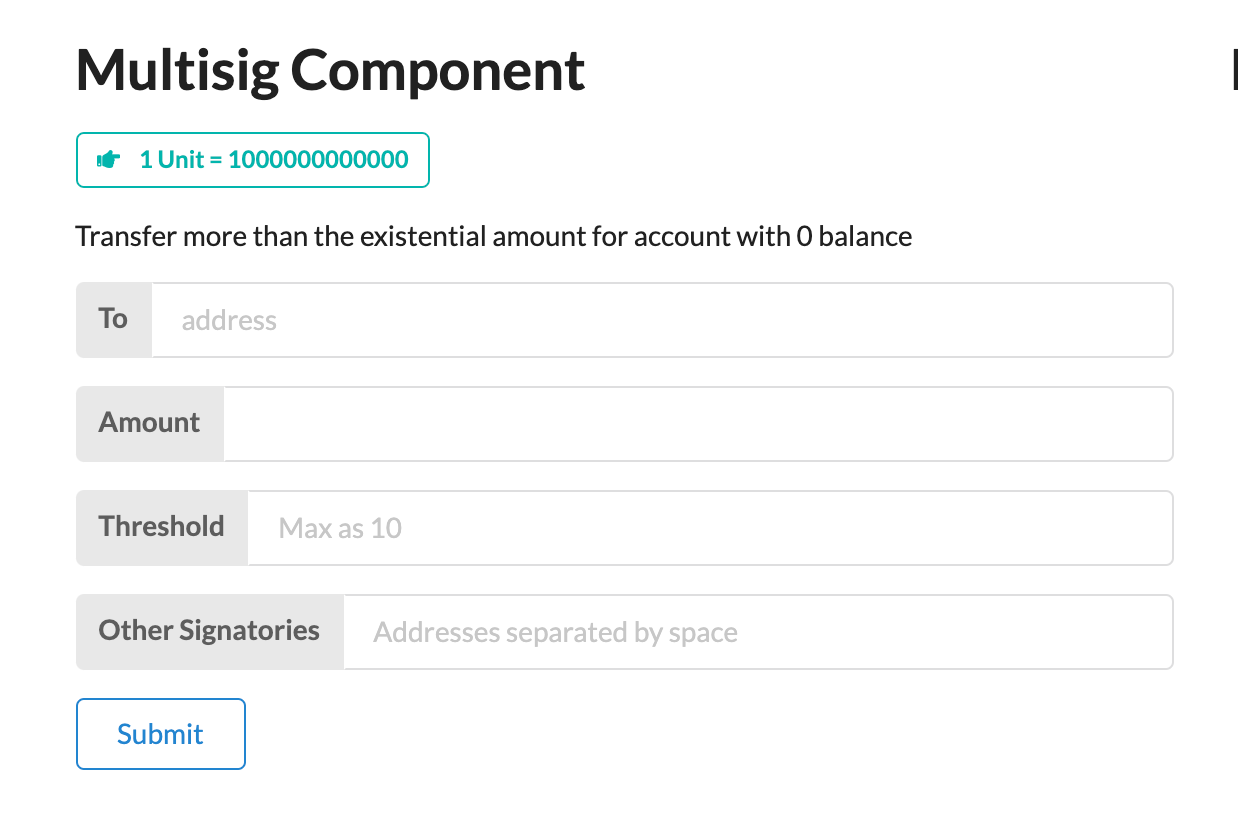 Multisig Component
1 Unit = 1000000000000
Transfer more than the existential amount for account with 0 balance
To address
Amount
Threshold Max as 10
Other Signatories Addresses separated by space
Submit